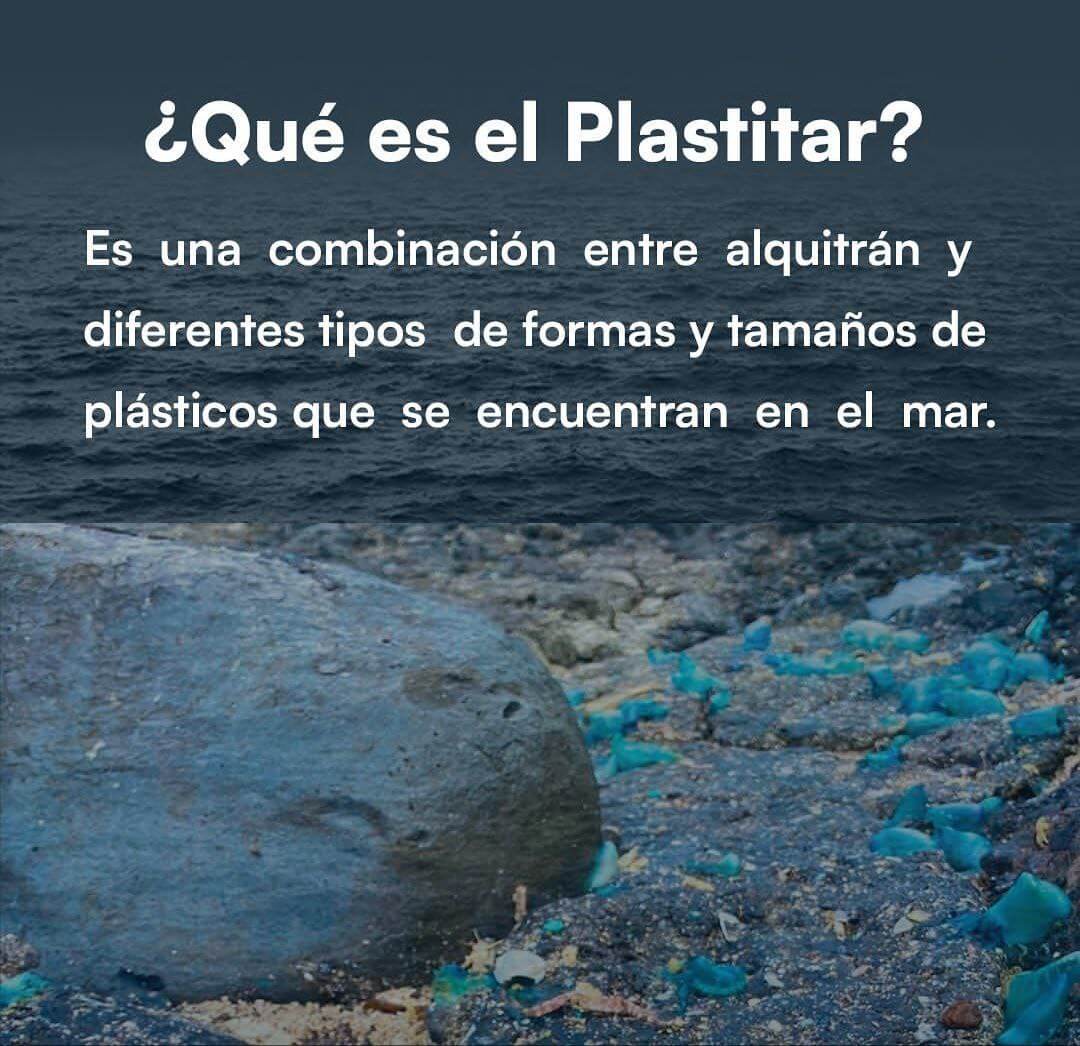 ¿Qué es el Plastitar?
Es una combinación entre alquitrán y
diferentes tipos de formas y tamaños de
plásticos que se encuentran en el mar.